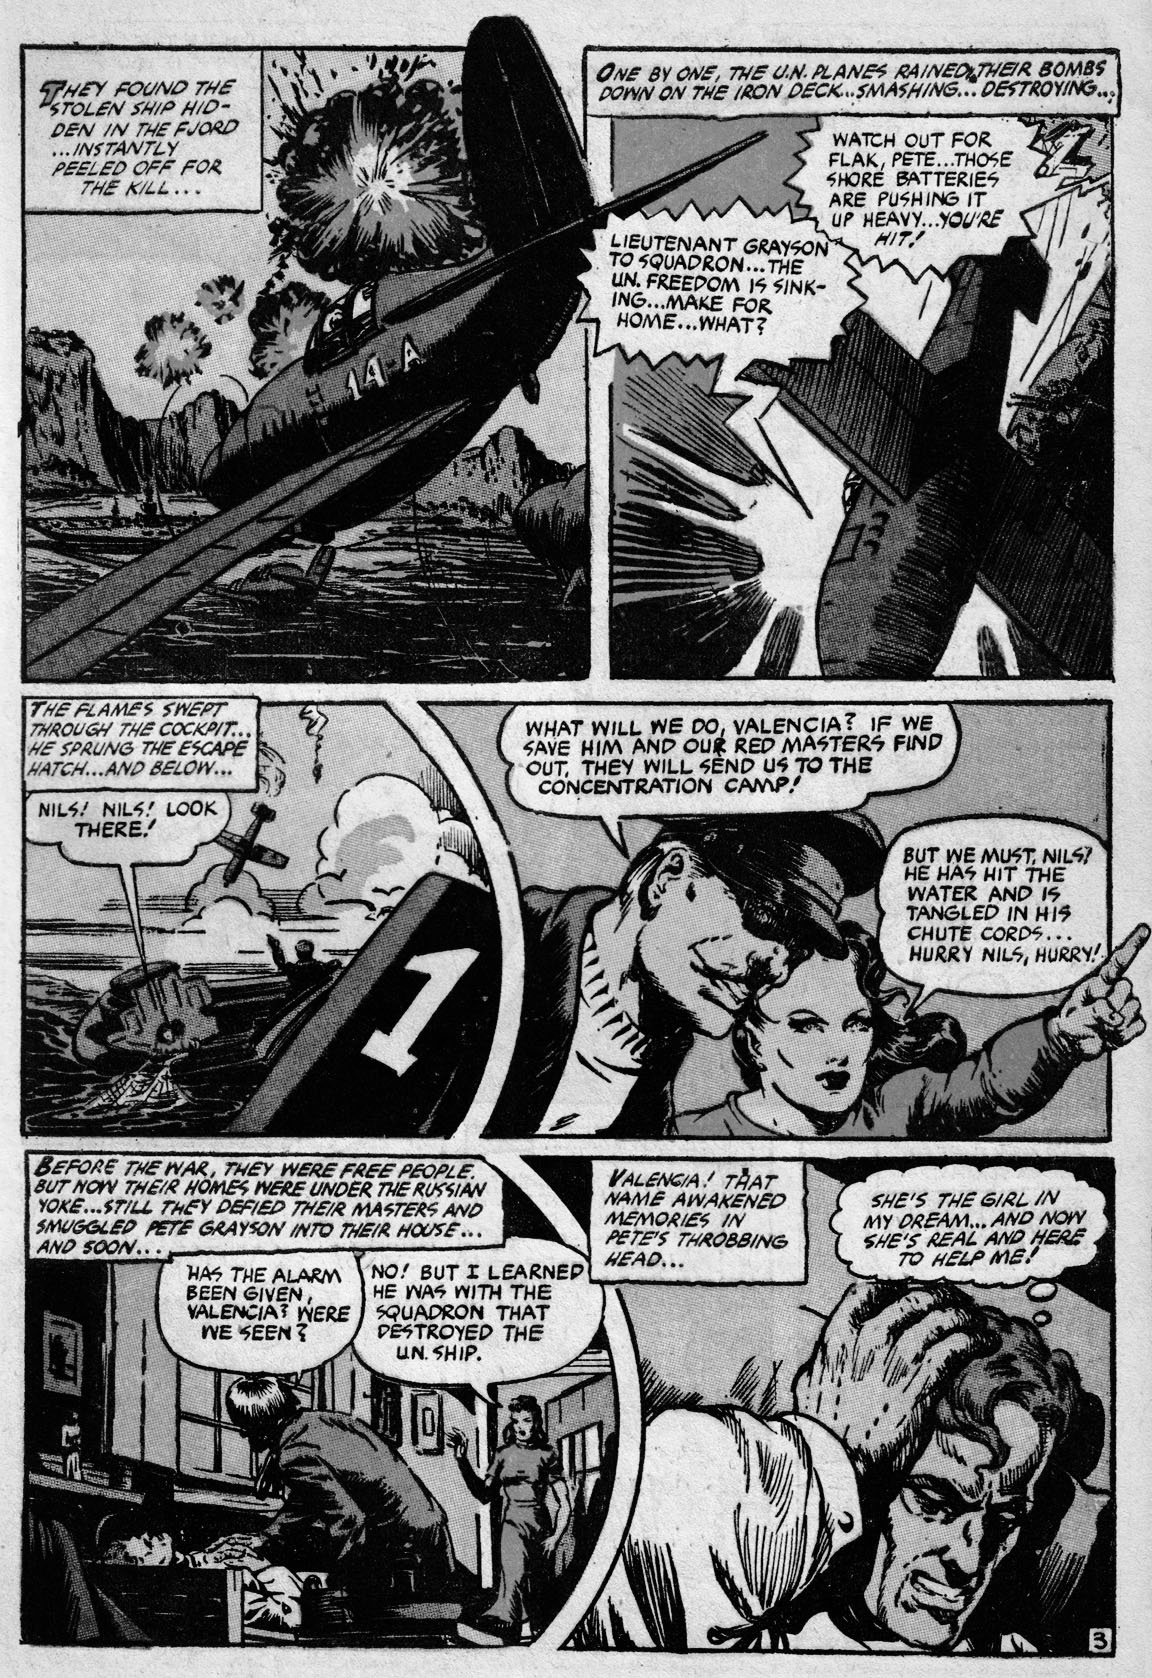 THEY FOUND THE
STOLEN SHIP HID-
DEN IN THE FJORD
...INSTANTLY
PEELED OFF FOR
THE KILL...
14-A
ONE BY ONE, THE U.N. PLANES RAINED THEIR BOMBS
DOWN ON THE IRON DECK...SMASHING... DESTROYING...
WATCH OUT FOR
FLAK, PETE...THOSE
SHORE BATTERIES
ARE PUSHING IT
UP HEAVY...YOU'RE
HIT!
LIEUTENANT GRAYSON
TO SQUADRON...THE
U.N. FREEDOM IS SINK-
ING...MAKE FOR
HOME...WHAT?
THE FLAMES SWEPT
THROUGH THE COCKPIT...
HE SPRUNG THE ESCAPE
HATCH...AND BELOW...
NILS! NILS! LOOK
THERE!
1
WHAT WILL WE DO, VALENCIA? IF WE
SAVE HIM AND OUR RED MASTERS FIND
OUT, THEY WILL SEND US TO THE
CONCENTRATION CAMP!
BUT WE MUST, NILS?
HE HAS HIT THE
WATER AND IS
TANGLED IN HIS
CHUTE CORDS...
HURRY NILS, HURRY!
BEFORE THE WAR, THEY WERE FREE PEOPLE.
BUT NOW THEIR HOMES WERE UNDER THE RUSSIAN
YOKE...STILL THEY DEFIED THEIR MASTERS AND
SMUGGLED PETE GRAYSON INTO THEIR HOUSE...
AND SOON...
HAS THE ALARM
BEEN GIVEN,
VALENCIA? WERE
WE SEEN?
NO! BUT I LEARNED
HE WAS WITH THE
SQUADRON THAT
DESTROYED THE
U.N. SHIP.
VALENCIA! THAT
NAME AWAKENED
MEMORIES IN
PETE'S THROBBING
HEAD...
SHE'S THE GIRL IN
MY DREAM...AND NOW
SHE'S REAL AND HERE
TO HELP ME!
3